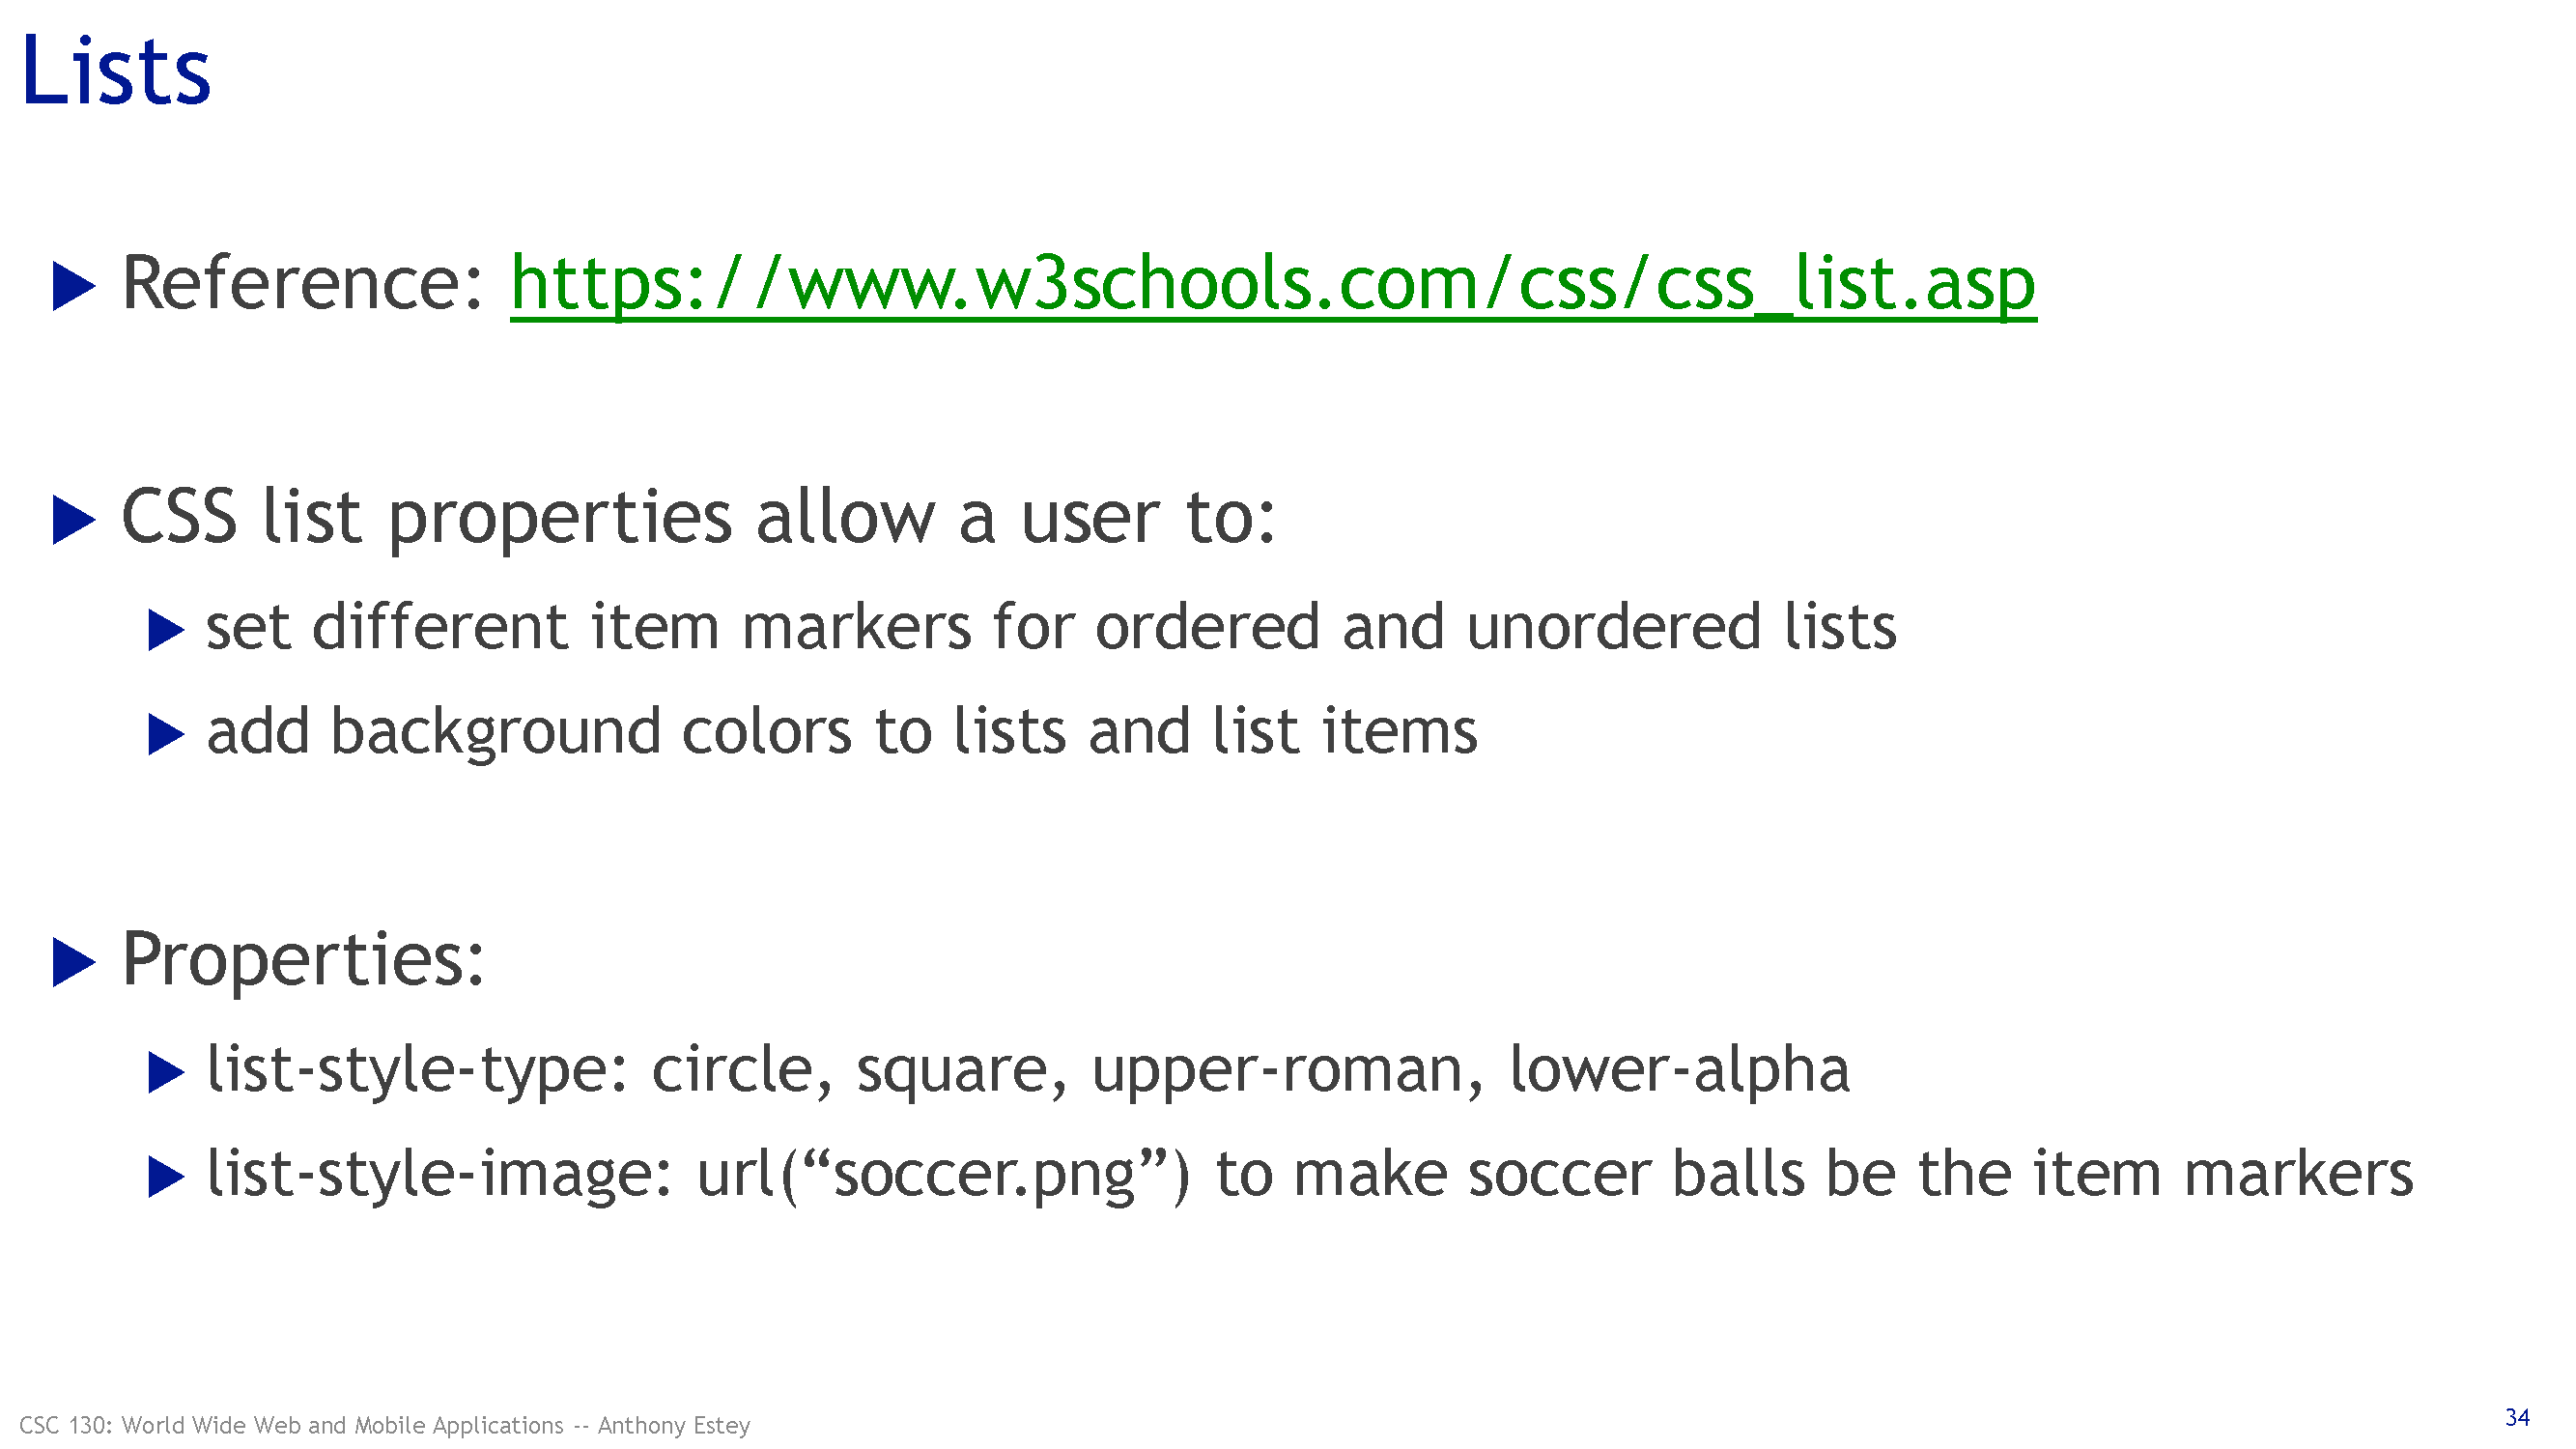 Lists
Reference: https://www.w3schools.com/css/css_list.asp
CSS list properties allow a user to:
set different item markers for ordered and unordered lists
add background colors to lists and list items
Properties:
list-style-type: circle, square, upper-roman, lower-alpha
list-style-image: url(“soccer.png”) to make soccer balls be the item markers
CSC 130: World Wide Web and Mobile Applications -- Anthony Estey
34